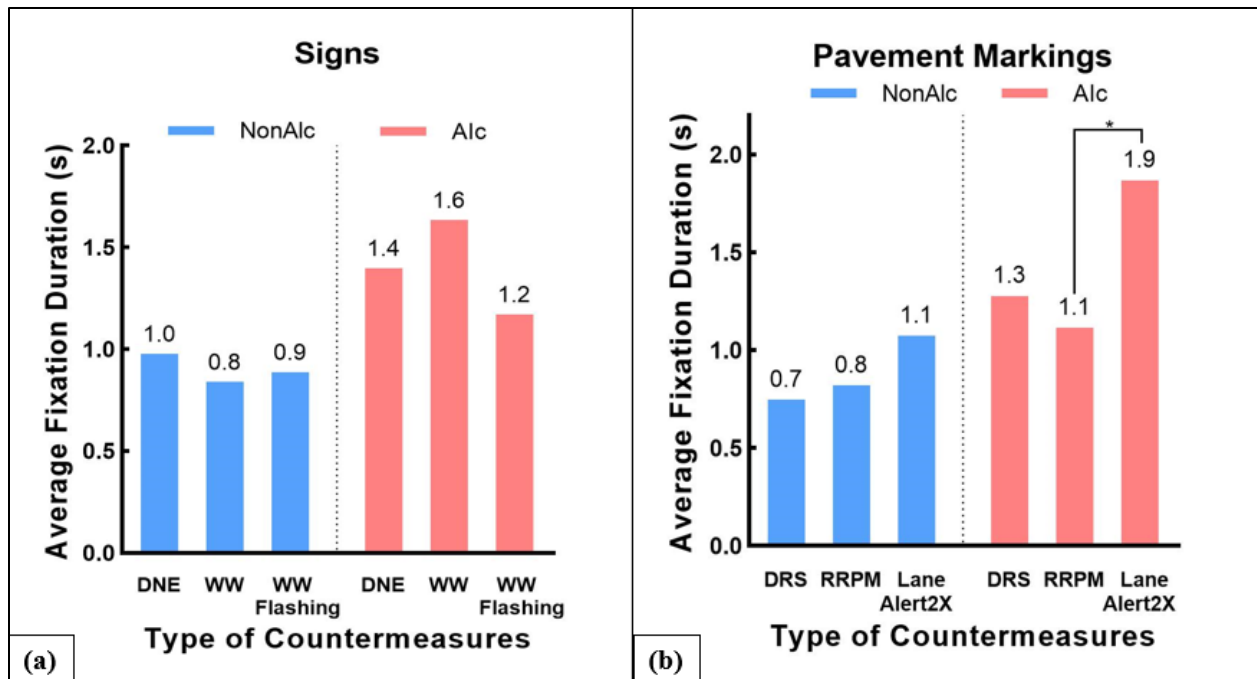 Signs
NonAlc Alc
Average Fixation Duration (s)
2.0
1.5
1.0
0.5
0.0
1.0
0.8
0.9
1.4
1.6
1.2
DNE WW WW Flashing DNE WW WW Flashing
Type of Countermeasures
(a)
Pavement Markings
NonAlc Alc
Average Fixation Duration (s)
2.0
1.5
1.0
0.5
0.0
0.7
0.8
1.1
1.3
1.1
1.9
*
DRS RRPM Lane Alert2X DRS RRPM Lane Alert2X
Type of Countermeasures
(b)